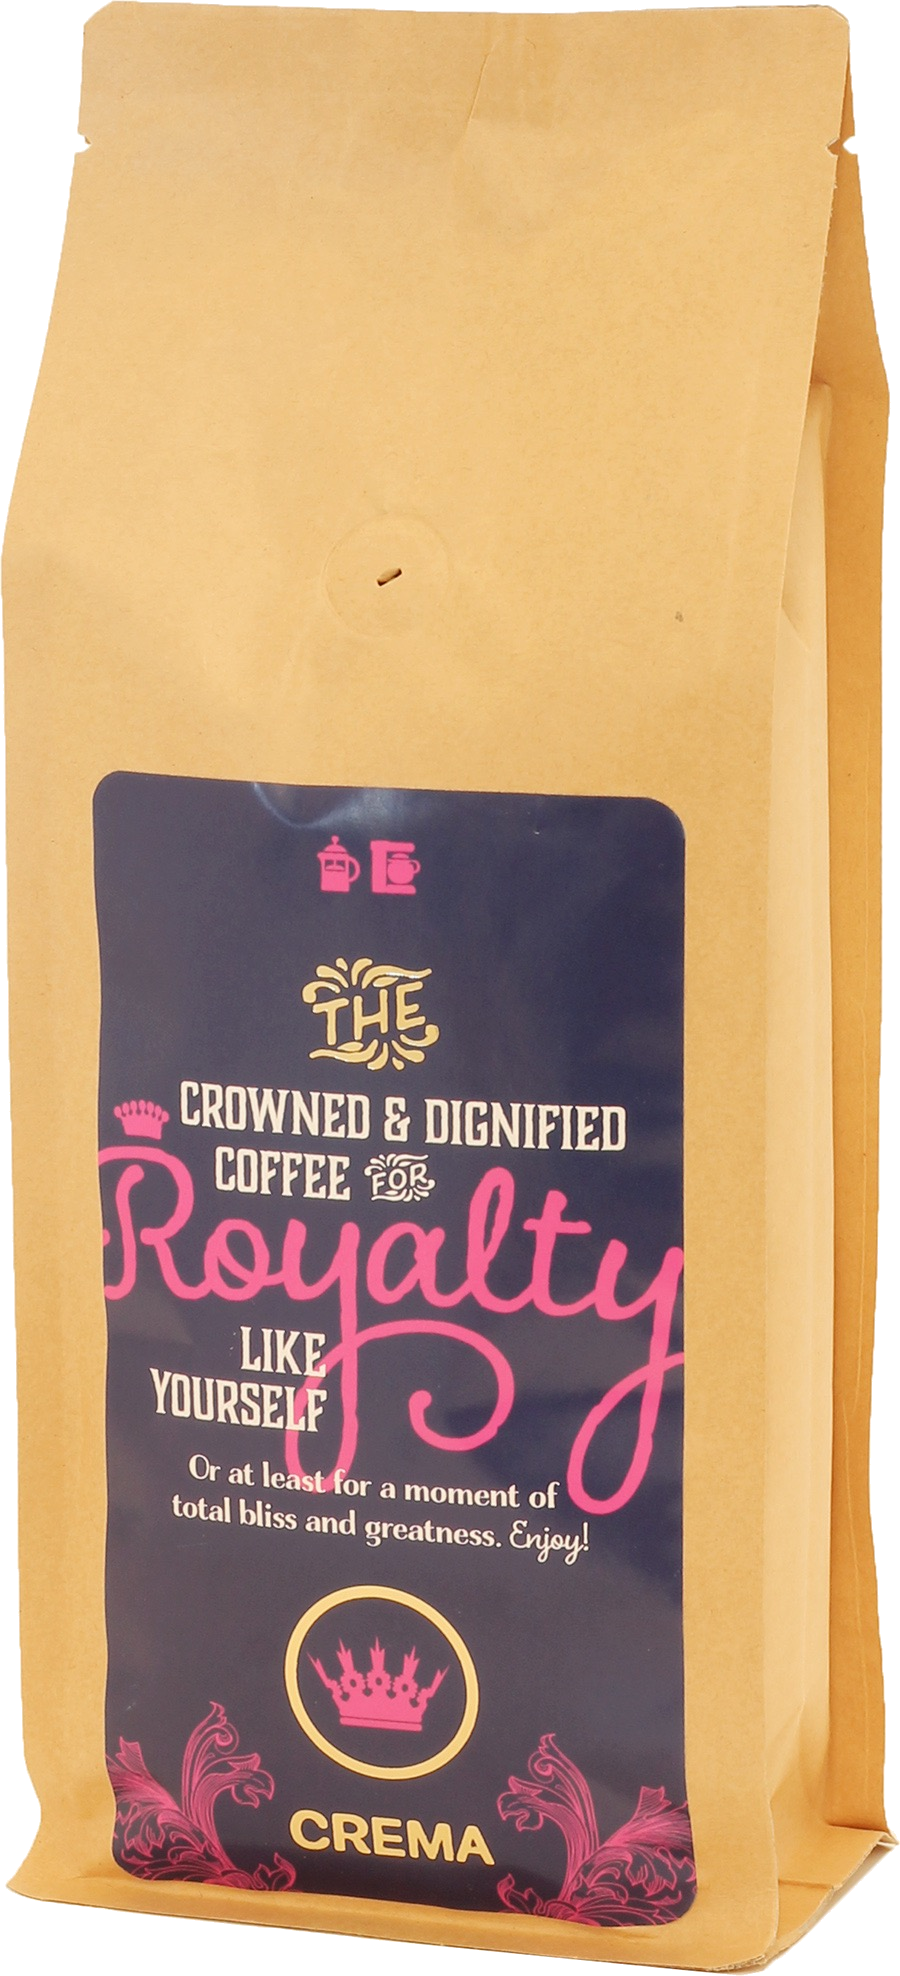 THE
CROWNED & DIGNIFIED
COFFEE FOR
Royalty
LIKE
YOURSELF
Or at least for a moment of
total bliss and greatness. Enjoy!
CREMA